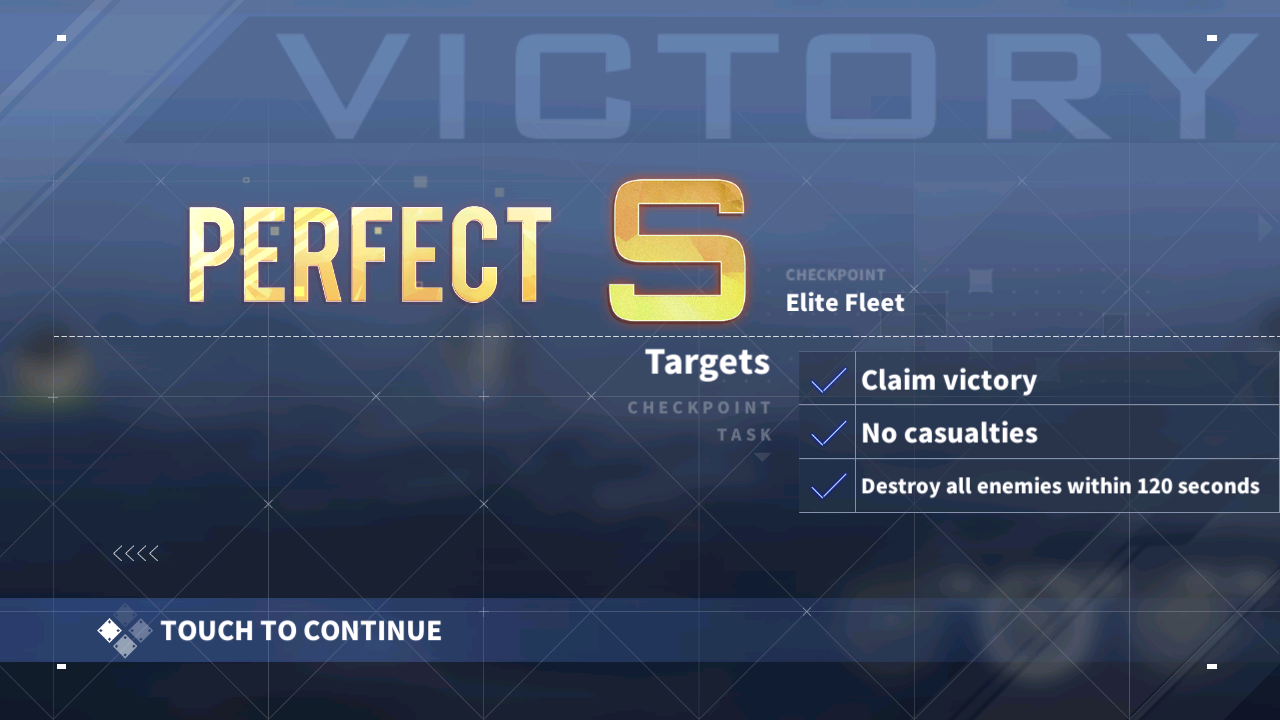 VICTORY
PERFECT S
CHECKPOINT
Elite Fleet
Targets
CHECKPOINT
TASK
Claim victory
No casualties
Destroy all enemies within 120 seconds
TOUCH TO CONTINUE